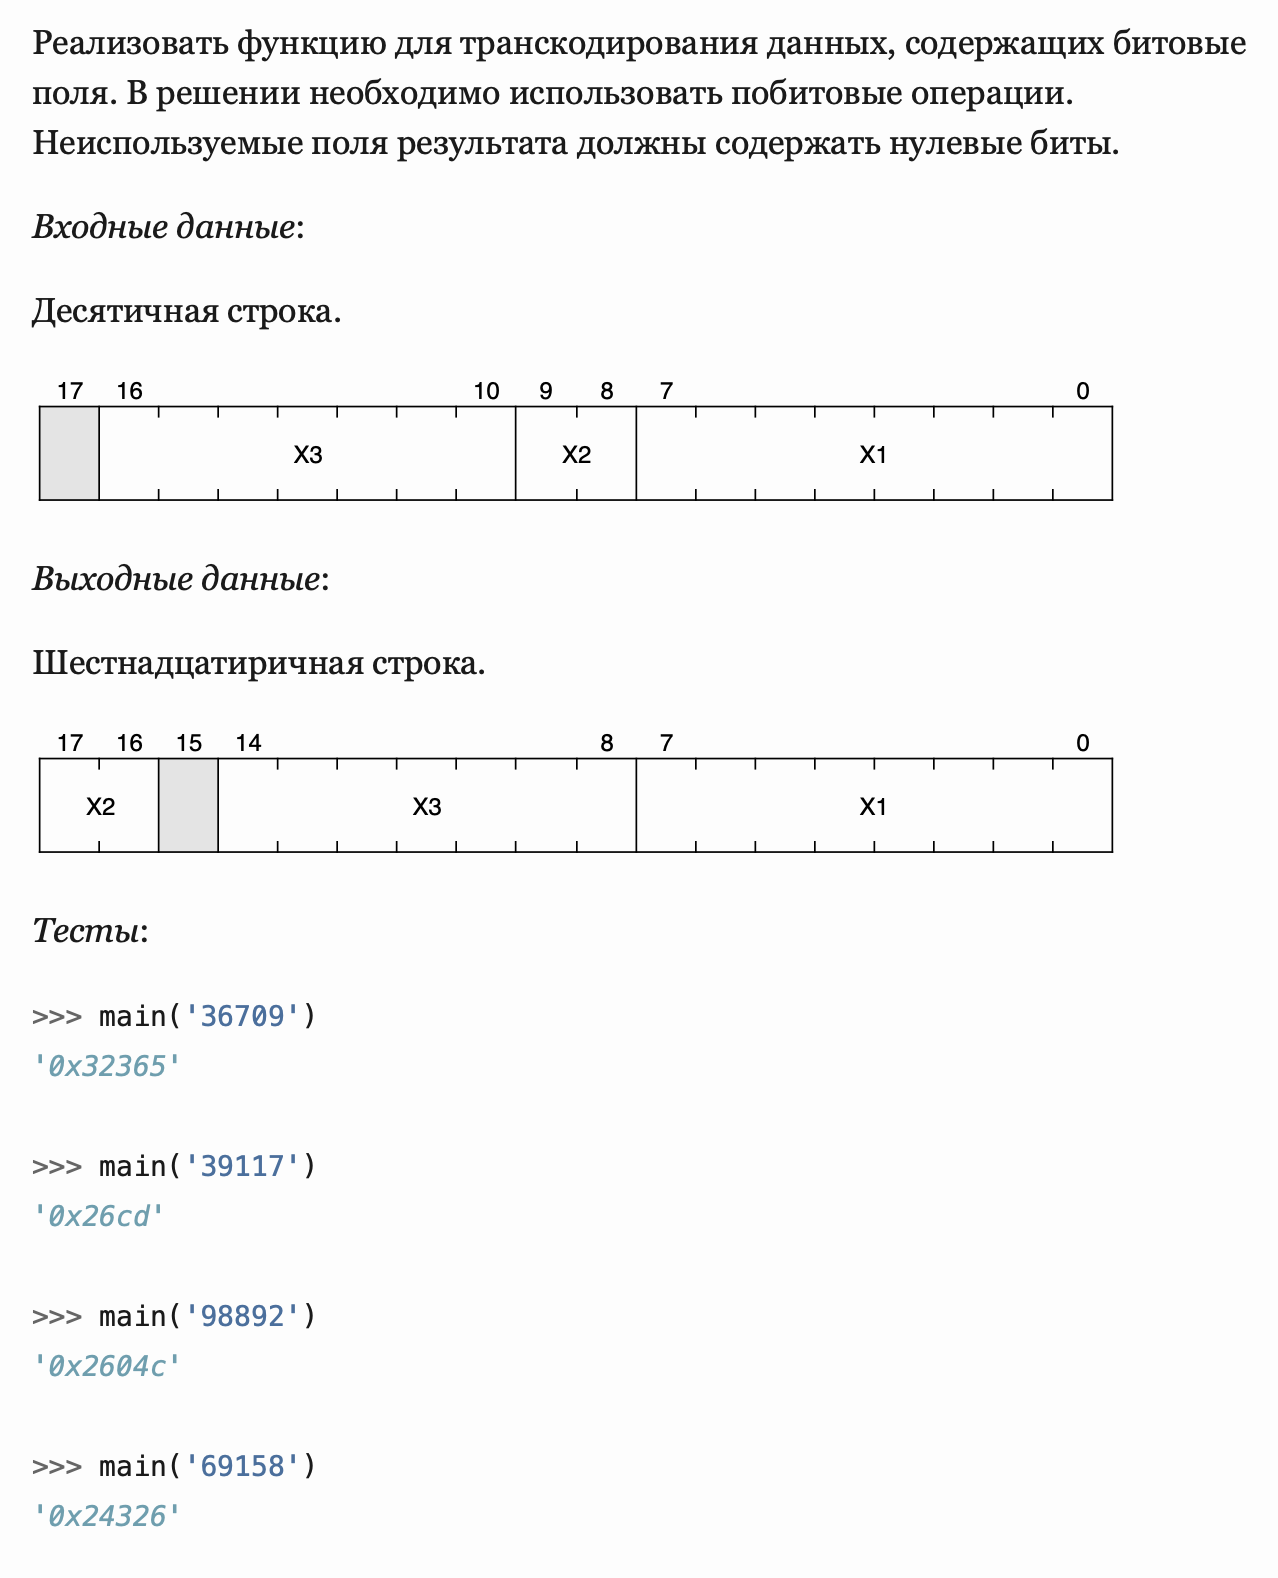 Реализовать функцию для транскодирования данных, содержащих битовые
поля. В решении необходимо использовать побитовые операции.
Неиспользуемые поля результата должны содержать нулевые биты.
Входные данные:
Десятичная строка.
17 16 10 9 8 7 0
X3 X2 X1
Выходные данные:
Шестнадцатиричная строка.
17 16 15 14 8 7 0
X2 X3 X1
Тесты:
>>> main('36709')
'0x32365'
>>> main('39117')
'0x26cd'
>>> main('98892')
'0x2604c'
>>> main('69158')
'0x24326'